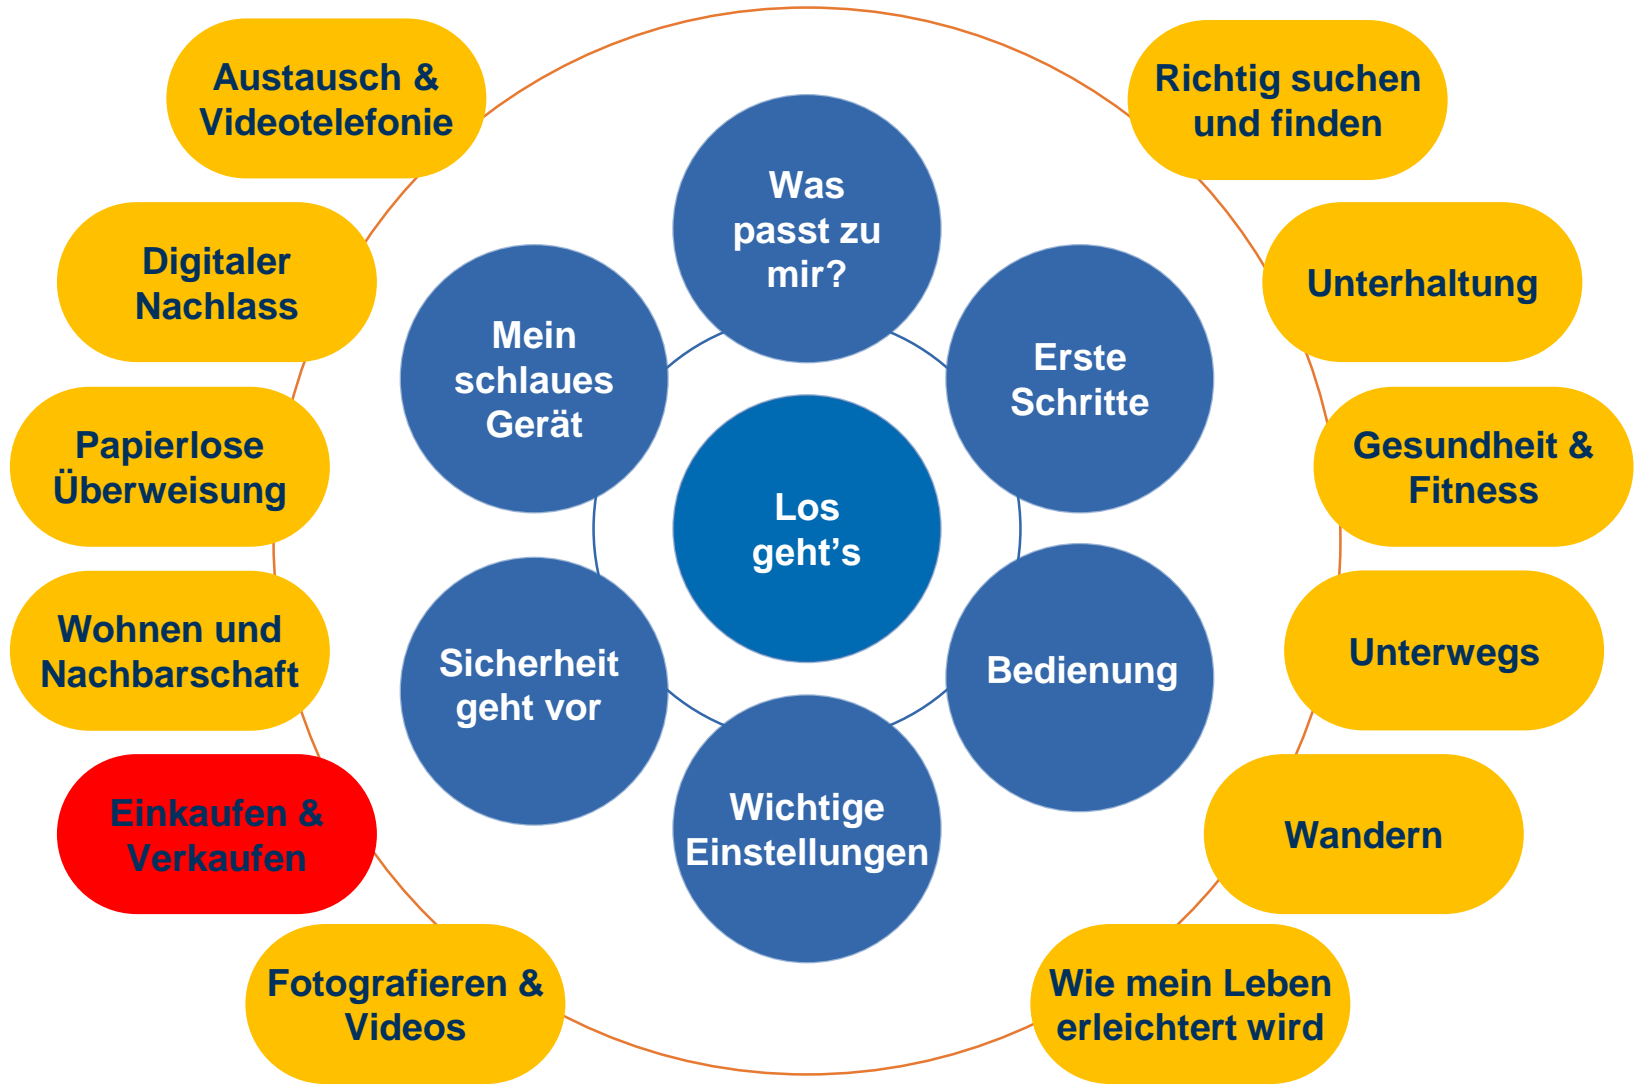 Austausch &
Videotelefonie
Richtig suchen
und finden
Was
passt zu
mir?
Digitaler
Nachlass
Unterhaltung
Mein
schlaues
Gerät
Erste
Schritte
Papierlose
Überweisung
Gesundheit &
Fitness
Los
geht’s
Wohnen und
Nachbarschaft
Sicherheit
geht vor
Bedienung
Unterwegs
Einkaufen &
Verkaufen
Wichtige
Einstellungen
Wandern
Fotografieren &
Videos
Wie mein Leben
erleichtert wird